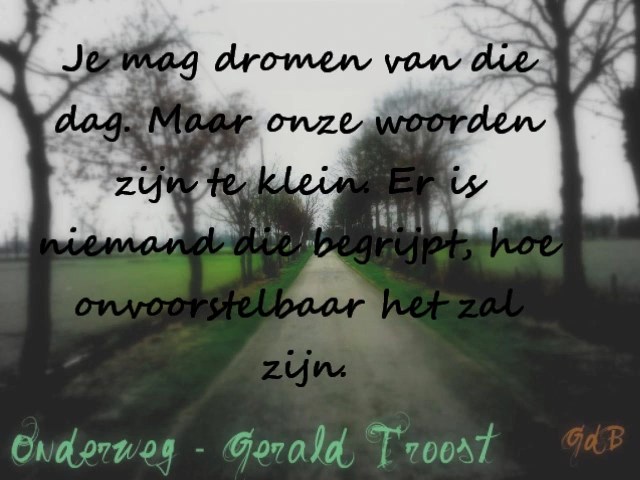 Je mag dromen van die
dag. Maar onze woorden
zijn te klein. Er is
niemand die begrijpt, hoe
onvoorstelbaar het zal
zijn.
Onderweg - Gerald Troost
GdB